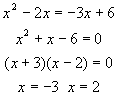 x² − 2x = −3x + 6
x² + x − 6 = 0
(x + 3)(x − 2) = 0
x = −3  x = 2